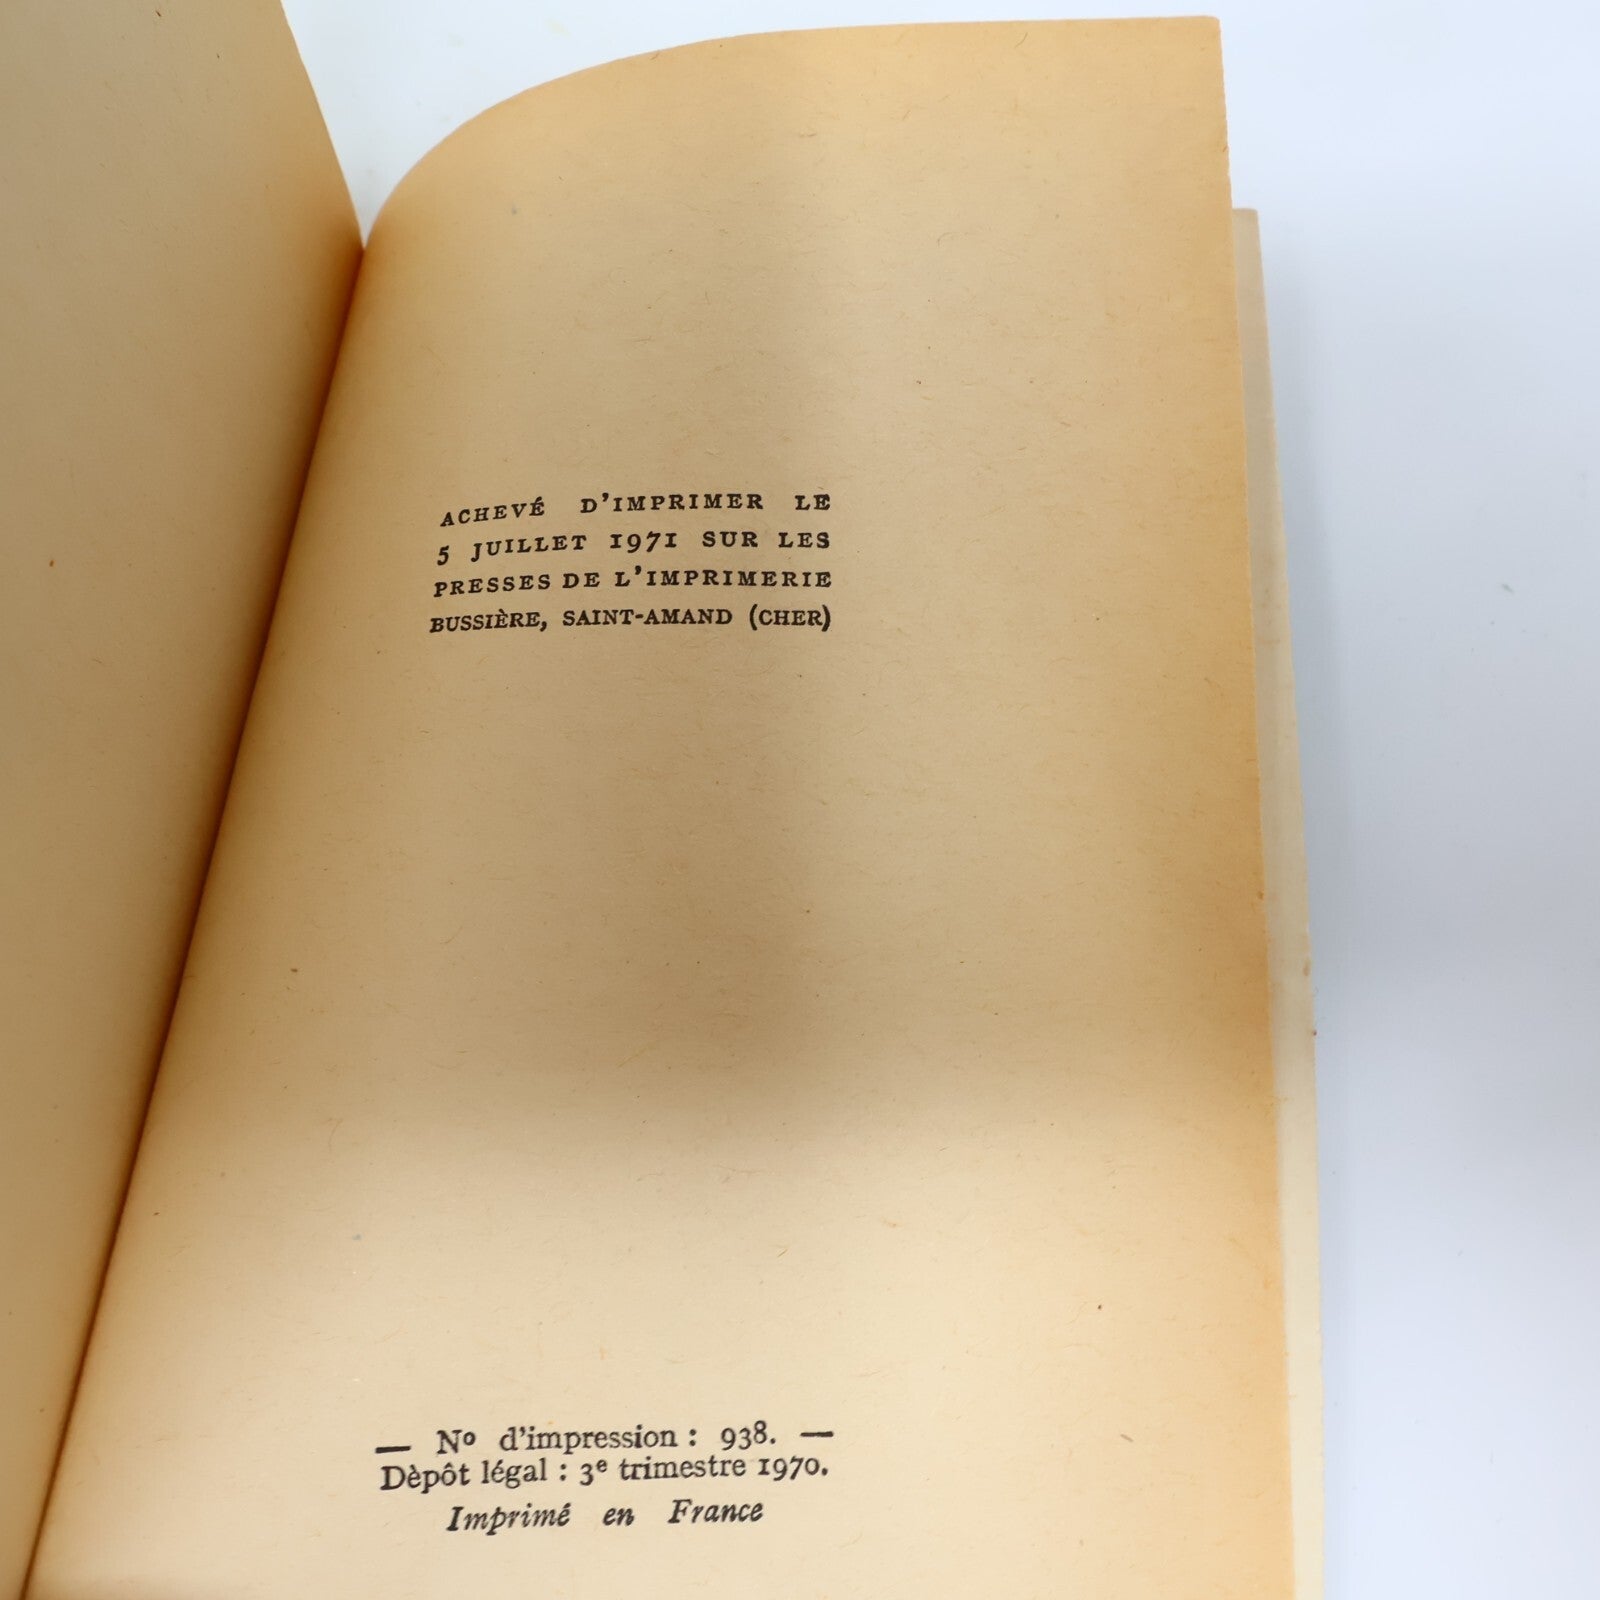 ACHEVÉ D'IMPRIMER LE
5 JUILLET 1971 SUR LES
PRESSES DE L'IMPRIMERIE
BUSSIÈRE, SAINT-AMAND (CHER)
— Nº d'impression : 938. —
Dèpôt légal : 3e trimestre 1970.
Imprimé en France